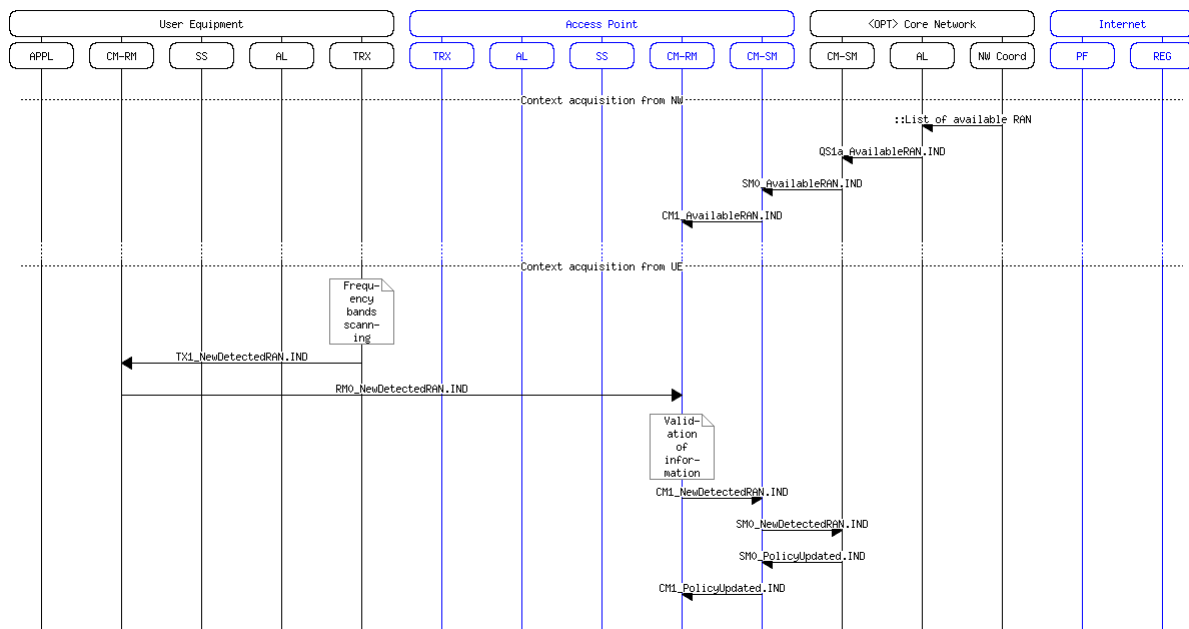 User Equipment
Access Point
<OPT> Core Network
Internet
APPL
CM-RM
SS
AL
TRX
TRX
AL
SS
CM-RM
CM-SM
CM-SM
AL
NW Coord
PF
REG
Context acquisition from NW
::List of available RAN
QS1a_AvailableRAN.IND
SM0_AvailableRAN.IND
CM1_AvailableRAN.IND
Context acquisition from UE
Frequ-
ency
bands
scann-
ing
TX1_NewDetectedRAN.IND
RM0_NewDetectedRAN.IND
Valid-
ation
of
infor-
mation
CM1_NewDetectedRAN.IND
SM0_NewDetectedRAN.IND
SM0_PolicyUpdated.IND
CM1_PolicyUpdated.IND